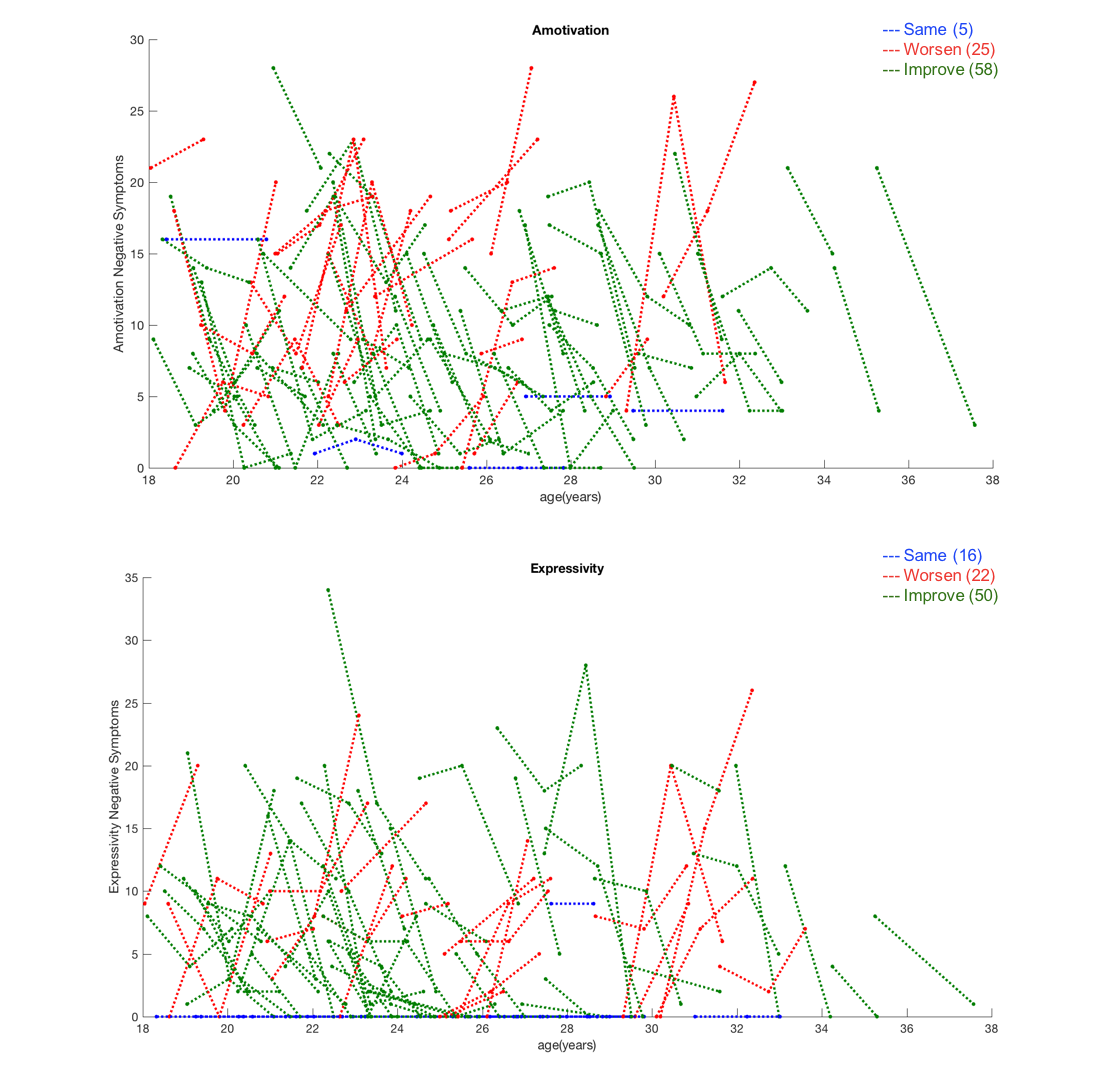 Amotivation
--- Same (5)
--- Worsen (25)
--- Improve (58)
30
25
20
15
10
5
0
Amotivation Negative Symptoms
18 20 22 24 26 28 30 32 34 36 38
age(years)
Expressivity
--- Same (16)
--- Worsen (22)
--- Improve (50)
35
30
25
20
15
10
5
0
Expressivity Negative Symptoms
18 20 22 24 26 28 30 32 34 36 38
age(years)